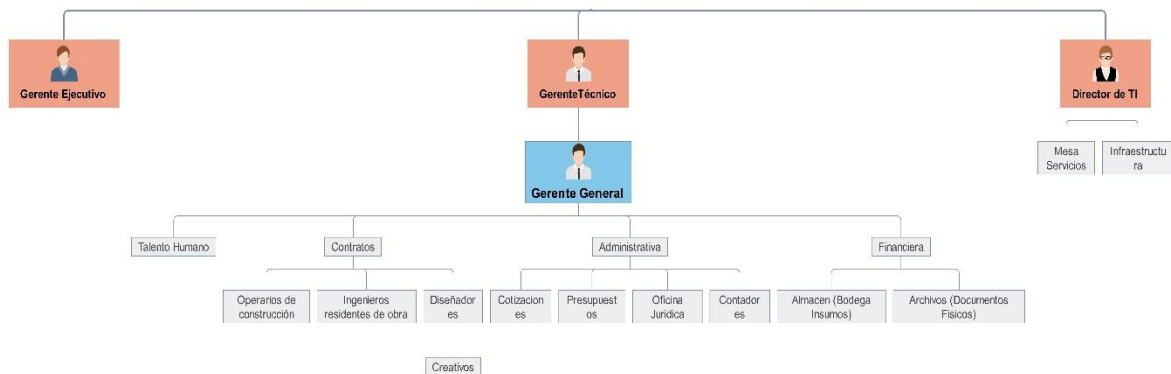 Gerente Ejecutivo
GerenteTécnico
Director de TI
Mesa
Servicios
Infraestructu
ra
Gerente General
Talento Humano
Contratos
Administrativa
Financiera
Operarios de
construcción
Ingenieros
residentes de obra
Diseñador
es
Cotizacion
es
Presupuest
os
Oficina
Juridica
Contador
es
Almacen (Bodega
Insumos)
Archivos (Documentos
Fisicos)
Creativos